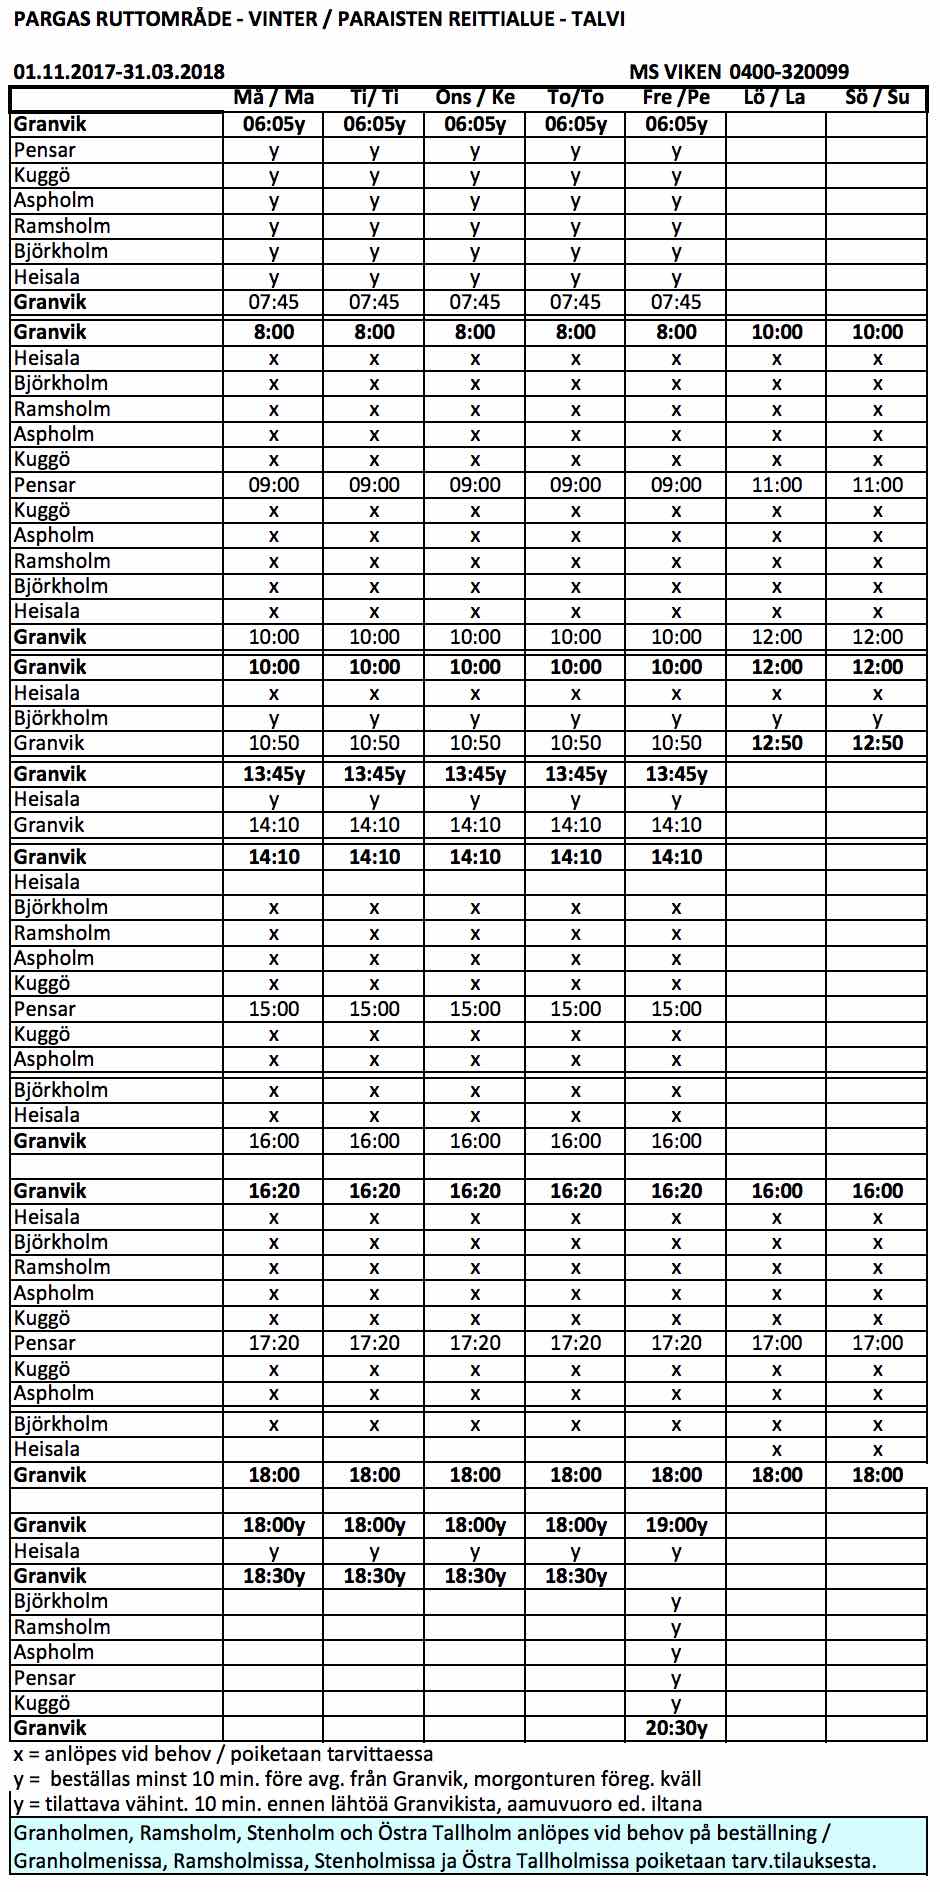 PARGAS RUTTOMRÅDE - VINTER / PARAISTEN REITTIALUE - TALVI
01.11.2017-31.03.2018 MS VIKEN 0400-320099
Må / Ma Ti/ Ti Ons / Ke To/To Fre /Pe Lö / La Sö / Su
Granvik 06:05y 06:05y 06:05y 06:05y 06:05y
Pensar y y y y y
Kuggö y y y y y
Aspholm y y y y y
Ramsholm y y y y y
Björkholm y y y y y
Heisala y y y y y
Granvik 07:45 07:45 07:45 07:45 07:45
Granvik 8:00 8:00 8:00 8:00 8:00 10:00 10:00
Heisala x x x x x x x
Björkholm x x x x x x x
Ramsholm x x x x x x x
Aspholm x x x x x x x
Kuggö x x x x x x x
Pensar 09:00 09:00 09:00 09:00 09:00 11:00 11:00
Kuggö x x x x x x x
Aspholm x x x x x x x
Ramsholm x x x x x x x
Björkholm x x x x x x x
Heisala x x x x x x x
Granvik 10:00 10:00 10:00 10:00 10:00 12:00 12:00
Granvik 10:00 10:00 10:00 10:00 10:00 12:00 12:00
Heisala x x x x x x x
Björkholm y y y y y y y
Granvik 10:50 10:50 10:50 10:50 10:50 12:50 12:50
Granvik 13:45y 13:45y 13:45y 13:45y 13:45y
Heisala y y y y y
Granvik 14:10 14:10 14:10 14:10 14:10
Granvik 14:10 14:10 14:10 14:10 14:10
Heisala
Björkholm x x x x x
Ramsholm x x x x x
Aspholm x x x x x
Kuggö x x x x x
Pensar 15:00 15:00 15:00 15:00 15:00
Kuggö x x x x x
Aspholm x x x x x
Björkholm x x x x x
Heisala x x x x x
Granvik 16:00 16:00 16:00 16:00 16:00
Granvik 16:20 16:20 16:20 16:20 16:20 16:00 16:00
Heisala x x x x x x x
Björkholm x x x x x x x
Ramsholm x x x x x x x
Aspholm x x x x x x x
Kuggö x x x x x x x
Pensar 17:20 17:20 17:20 17:20 17:20 17:00 17:00
Kuggö x x x x x x x
Aspholm x x x x x x x
Björkholm x x x x x x x
Heisala x x
Granvik 18:00 18:00 18:00 18:00 18:00 18:00 18:00
Granvik 18:00y 18:00y 18:00y 18:00y 19:00y
Heisala y y y y y
Granvik 18:30y 18:30y 18:30y 18:30y
Björkholm y
Ramsholm y
Aspholm y
Pensar y
Kuggö y
Granvik 20:30y
x = anlöpes vid behov / poiketaan tarvittaessa
y = beställas minst 10 min. före avg. från Granvik, morgonturen föreg. kväll
y = tilattava vähint. 10 min. ennen lähtöä Granvikista, aamuvuoro ed. iltana
Granholmen, Ramsholm, Stenholm och Östra Tallholm anlöpes vid behov på beställning /
Granholmenissa, Ramsholmissa, Stenholmissa ja Östra Tallholmissa poiketaan tarv.tilauksesta.